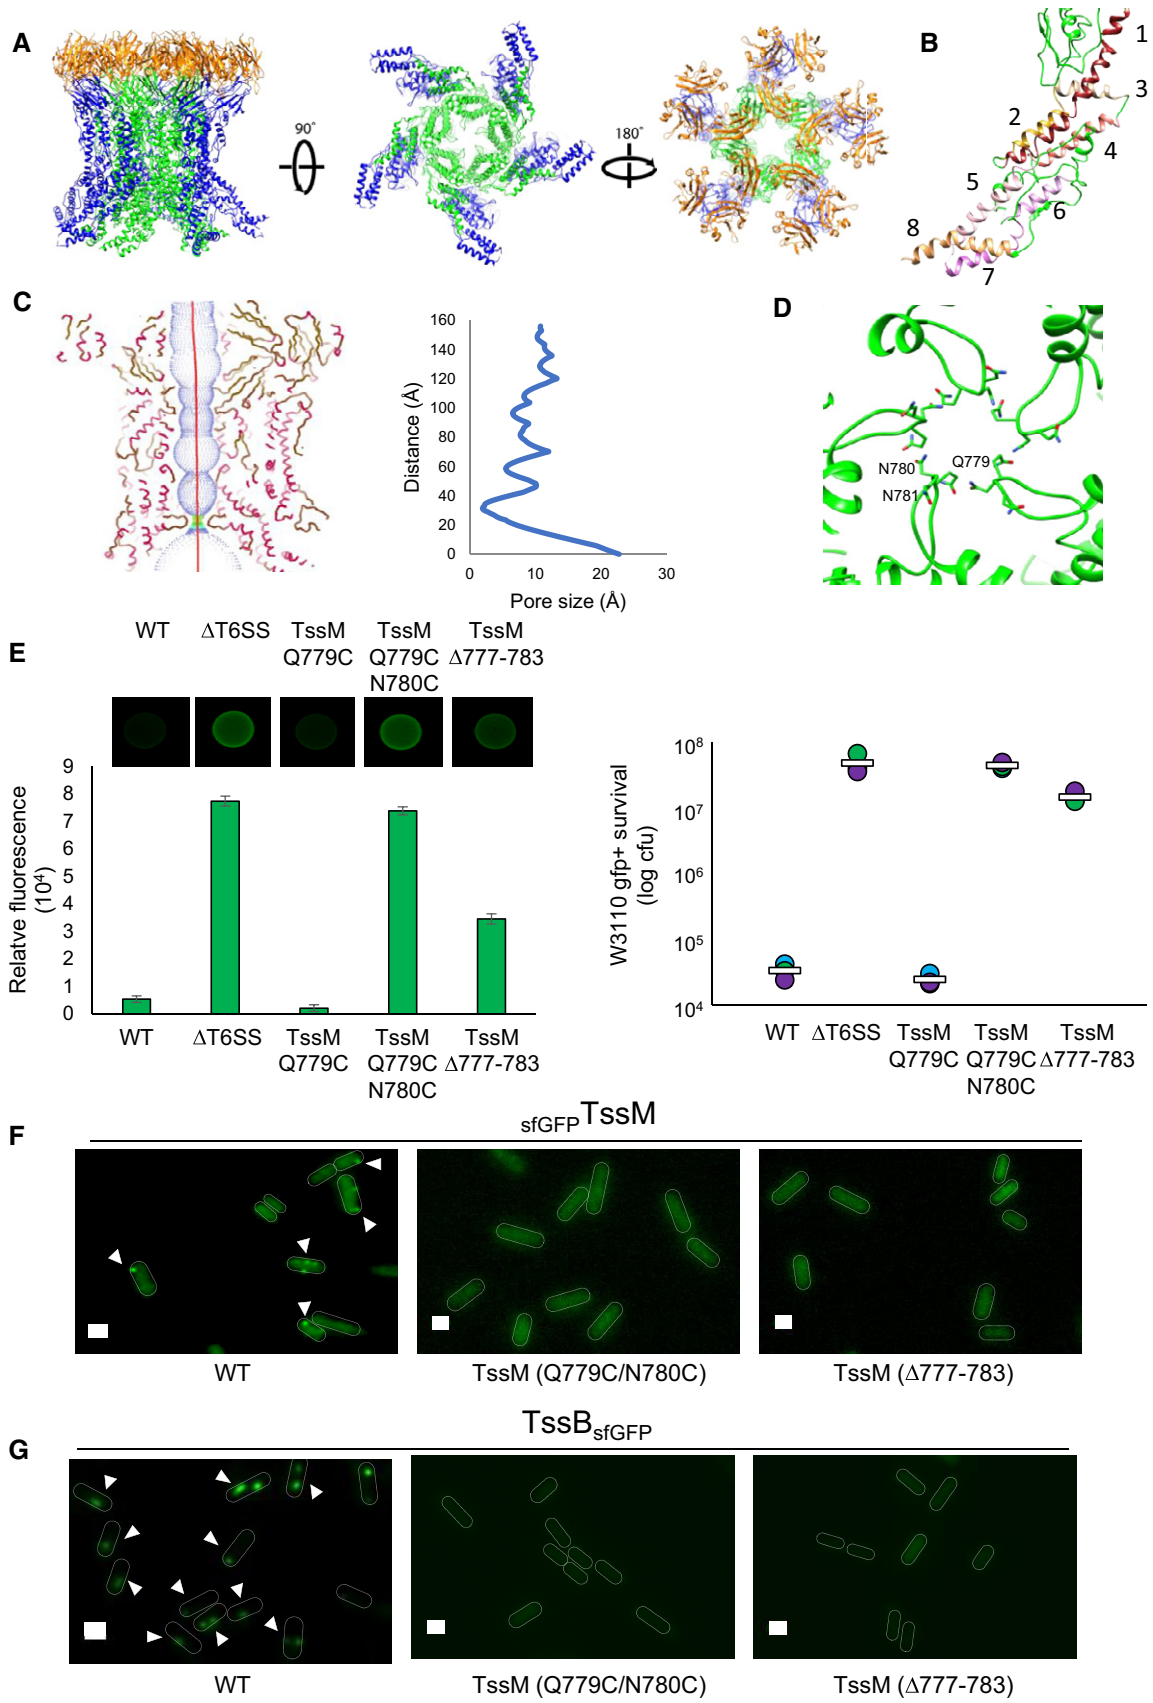 A
90°
180°
B
1
2
3
4
5
6
7
8
C
Distance (Å)
160
140
120
100
80
60
40
20
0
0 10 20 30
Pore size (Å)
D
N780
Q779
N781
E
WT
ΔT6SS
TssM
Q779C
TssM
Q779C
N780C
TssM
Δ777-783
Relatve fluorescence
(10⁴)
9
8
7
6
5
4
3
2
1
0
WT
ΔT6SS
TssM
Q779C
TssM
Q779C
N780C
TssM
Δ777-783
W3110 gfp+ survival
(log cfu)
10⁸
10⁷
10⁶
10⁵
10⁴
WT
ΔT6SS
TssM
Q779C
TssM
Q779C
N780C
TssM
Δ777-783
F
sfGFPTssM
WT
TssM (Q779C/N780C)
TssM (Δ777-783)
G
TssBsfGFP
WT
TssM (Q779C/N780C)
TssM (Δ777-783)